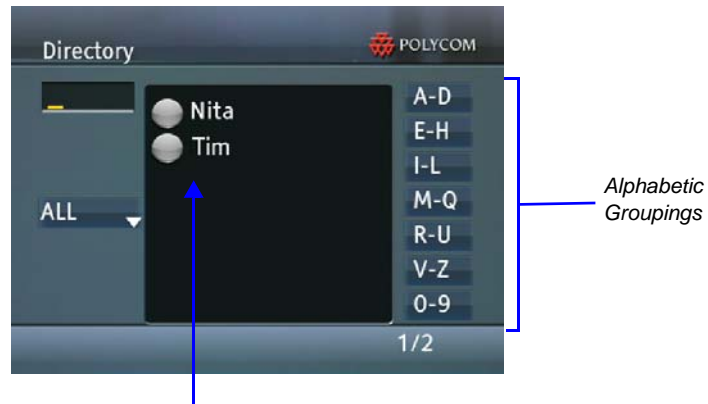 Directory
POLYCOM
Nita
Tim
ALL
A-D
E-H
I-L
M-Q
R-U
V-Z
0-9
1/2
Alphabetic
Groupings